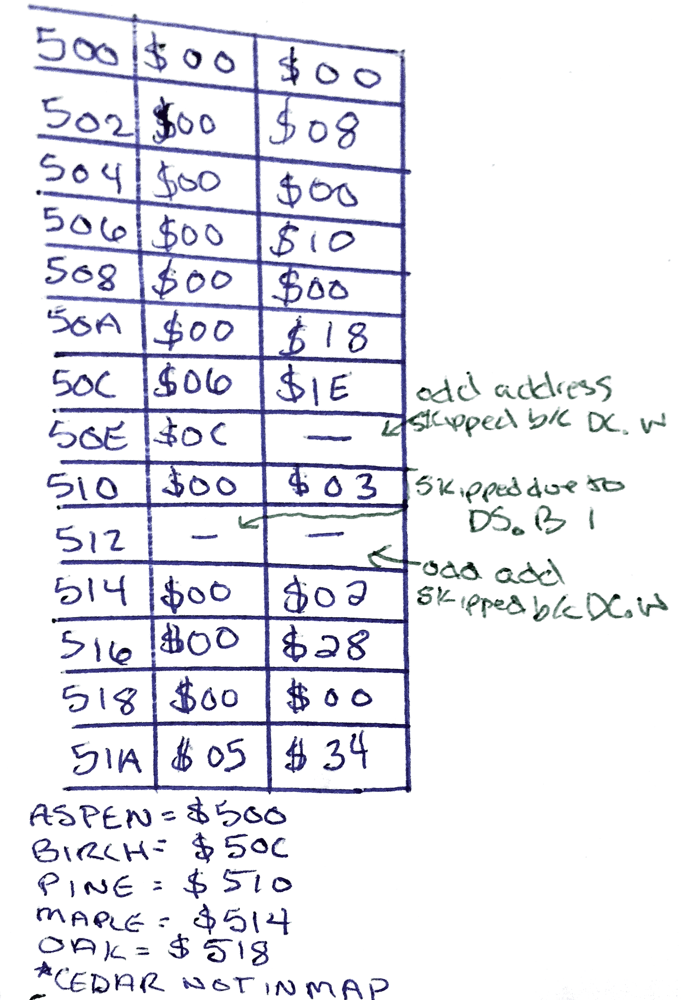 500 $00 $00
502 $00 $08
504 $00 $00
506 $00 $10
508 $00 $00
50A $00 $18
50C $06 $1E
odd address
50E $0C —
skipped b/c DC.W
510 $00 $03
skipped due to
DS.B 1
512 - —
odd add
514 $00 $02
skipped b/c DC.W
516 $00 $28
518 $00 $00
51A $05 $34
ASPEN = $500
BIRCH = $50C
PINE = $510
MAPLE = $514
OAK = $518
*CEDAR NOT IN MAP